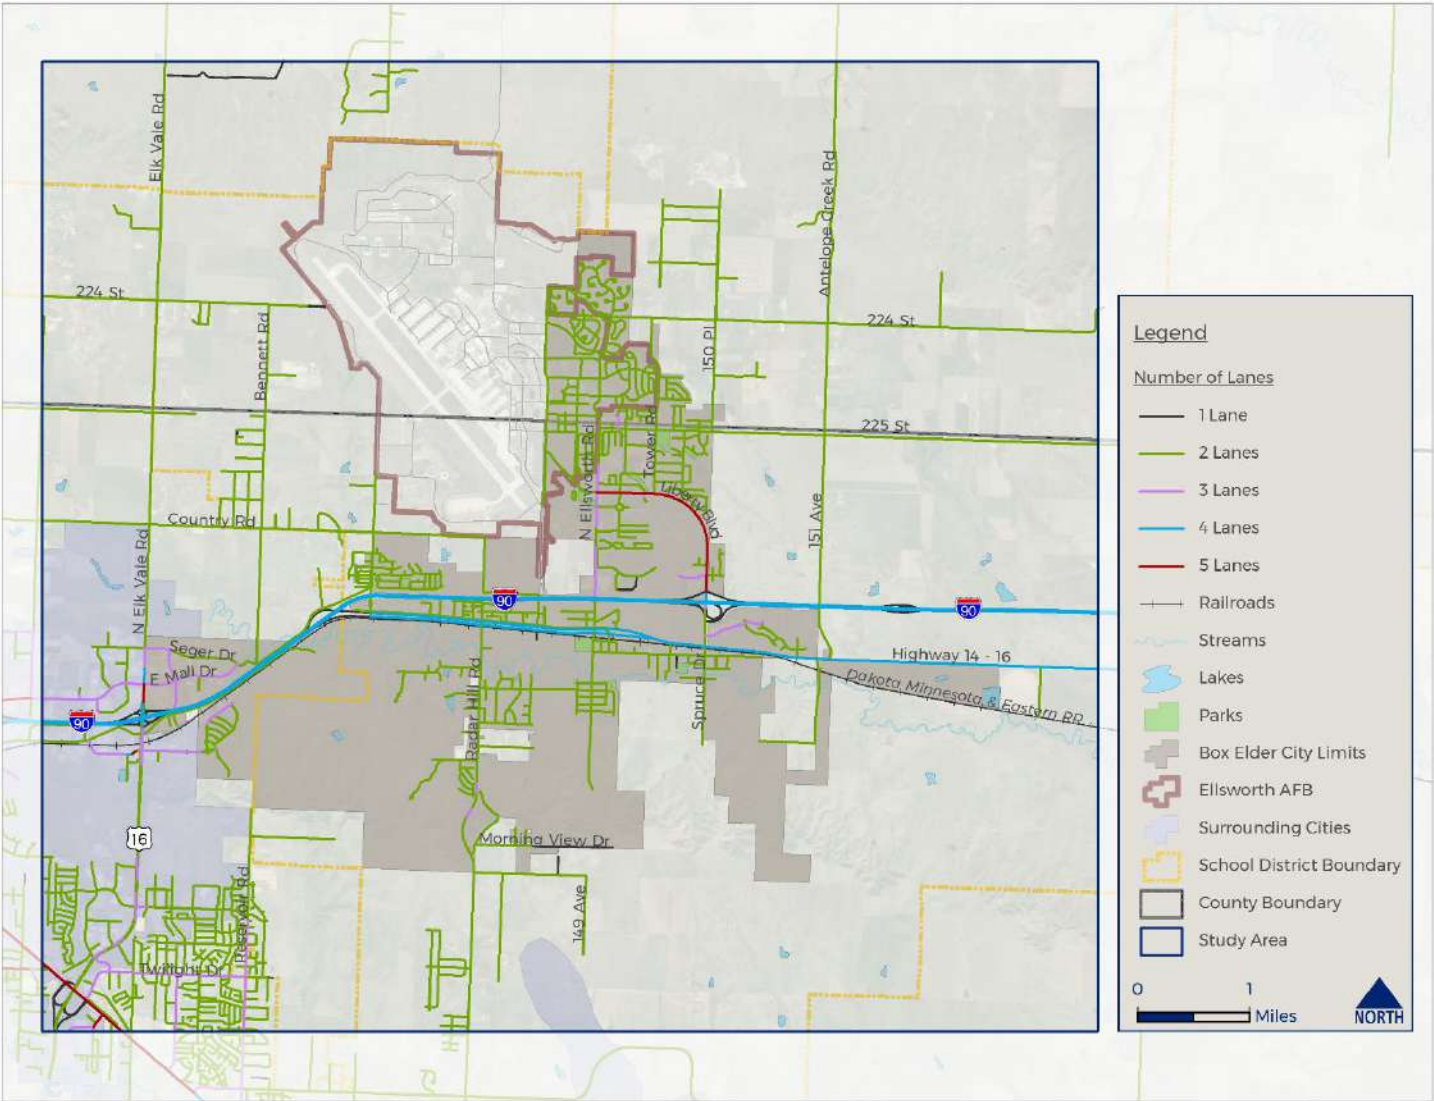 Elk Vale Rd
Antelope Creek Rd
224 St
224 St
Bennett Rd
150 Pl
225 St
N Ellsworth Rd
Tower Rd
Liberty Blvd
Country Rd
N Elk Vale Rd
151 Ave
90
90
Seger Dr
E Mall Dr
Highway 14 - 16
Radar Hill Rd
Spruce Dr
Dakota Minnesota & Eastern RR
90
16
Morning View Dr
Reservoir Rd
149 Ave
Twilight Dr
Legend
Number of Lanes
1 Lane
2 Lanes
3 Lanes
4 Lanes
5 Lanes
Railroads
Streams
Lakes
Parks
Box Elder City Limits
Ellsworth AFB
Surrounding Cities
School District Boundary
County Boundary
Study Area
0 1
Miles
NORTH